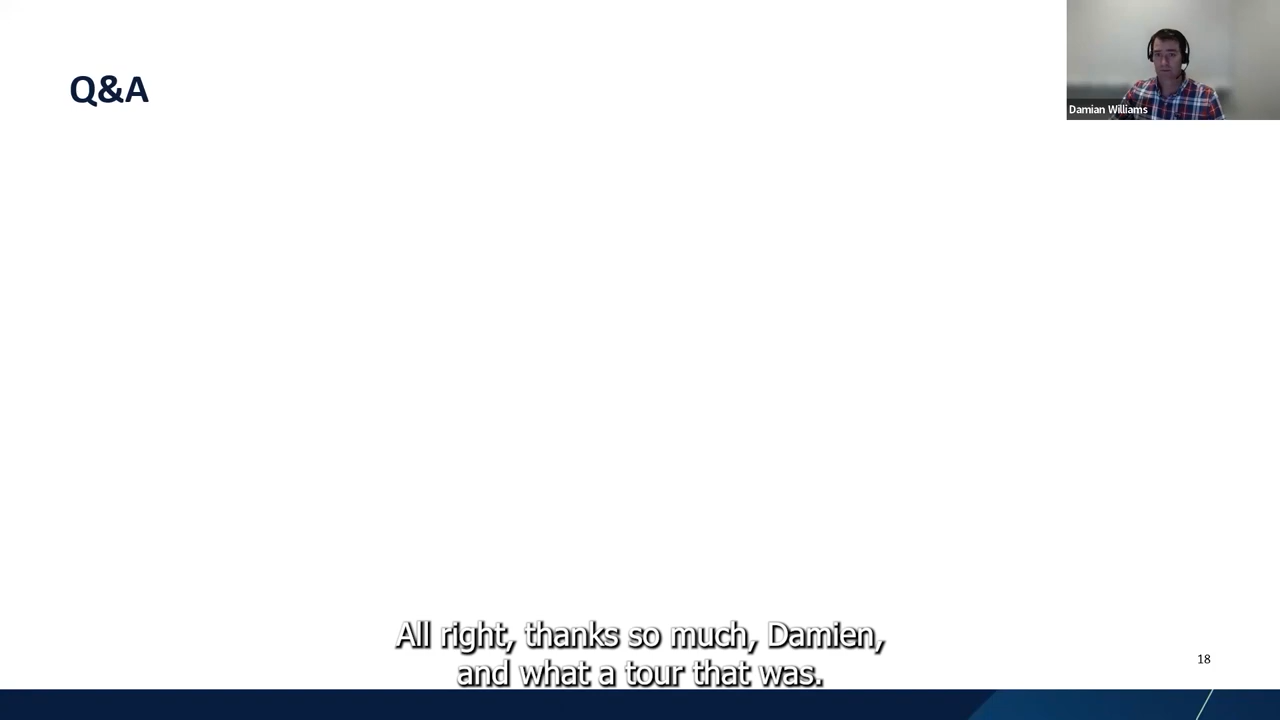 Q&A
Damian Williams
All right, thanks so much, Damien,
and what a tour that was.
18